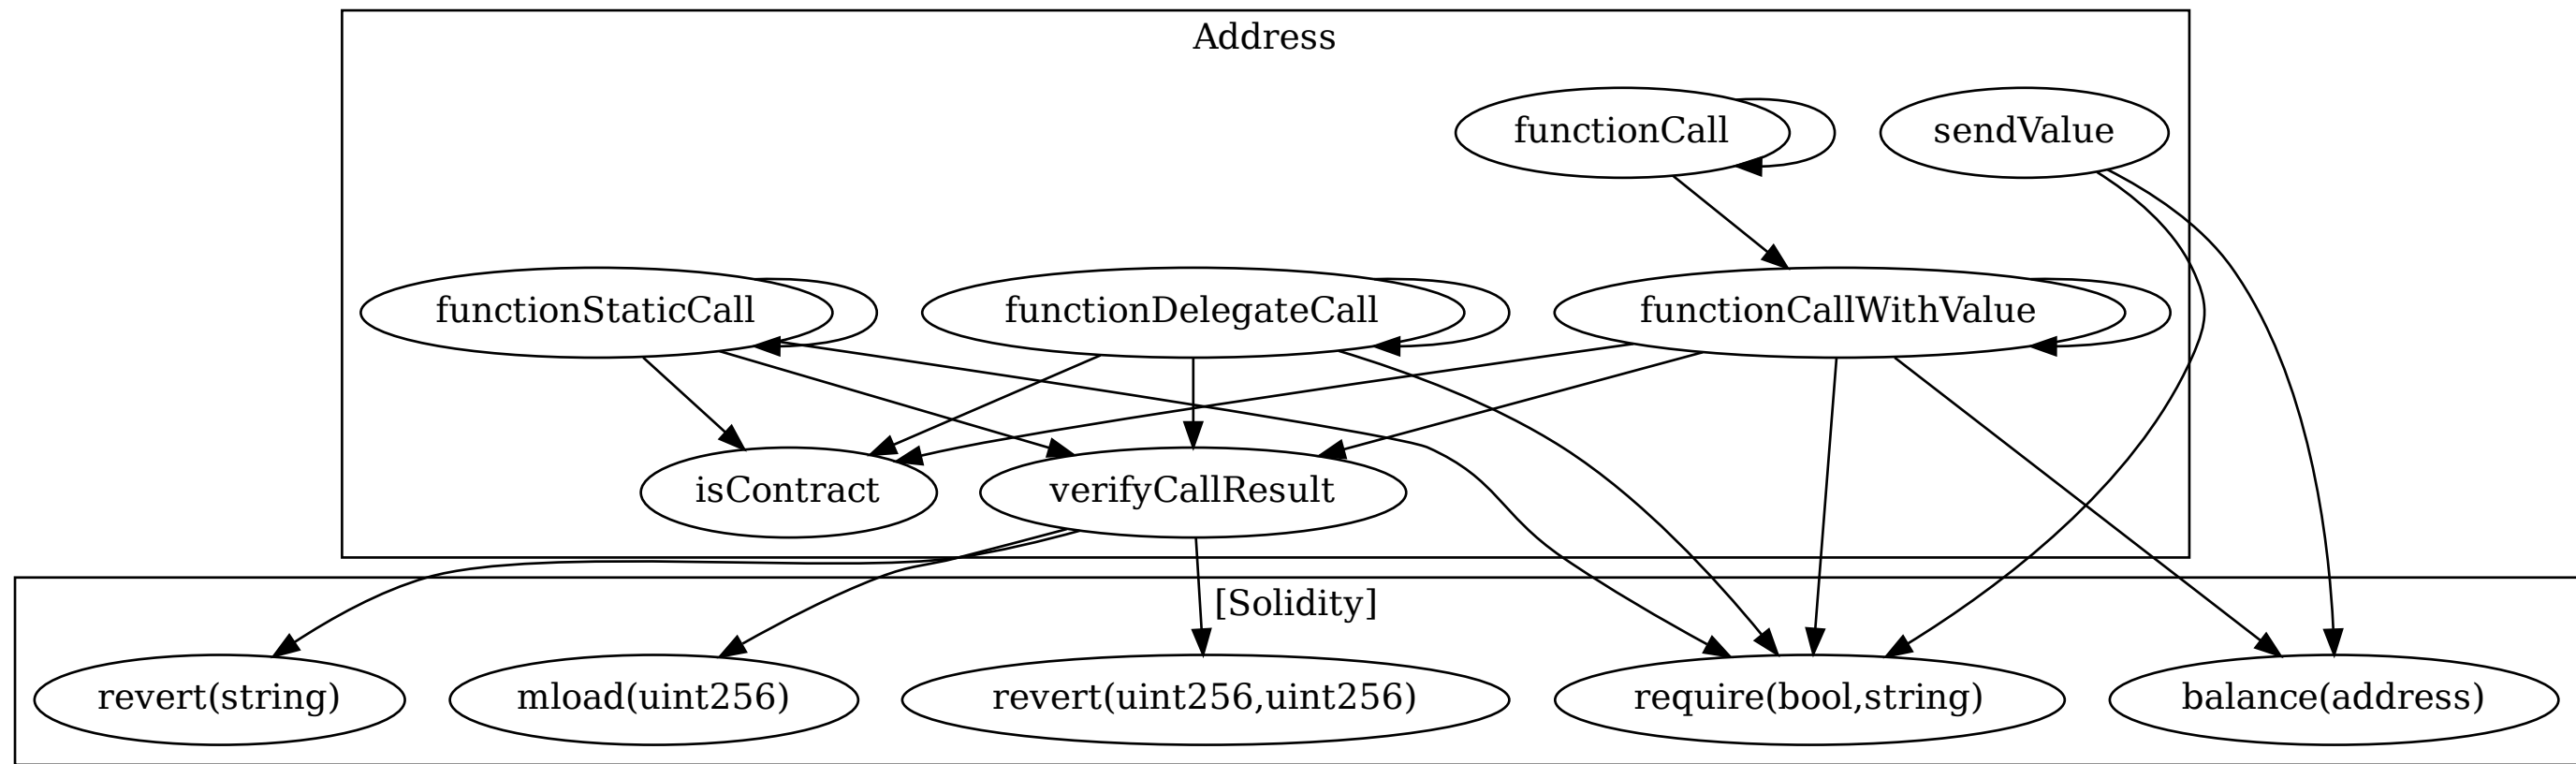 Address
functionCall
sendValue
functionStaticCall
functionDelegateCall
functionCallWithValue
isContract
verifyCallResult
[Solidity]
revert(string)
mload(uint256)
revert(uint256,uint256)
require(bool,string)
balance(address)